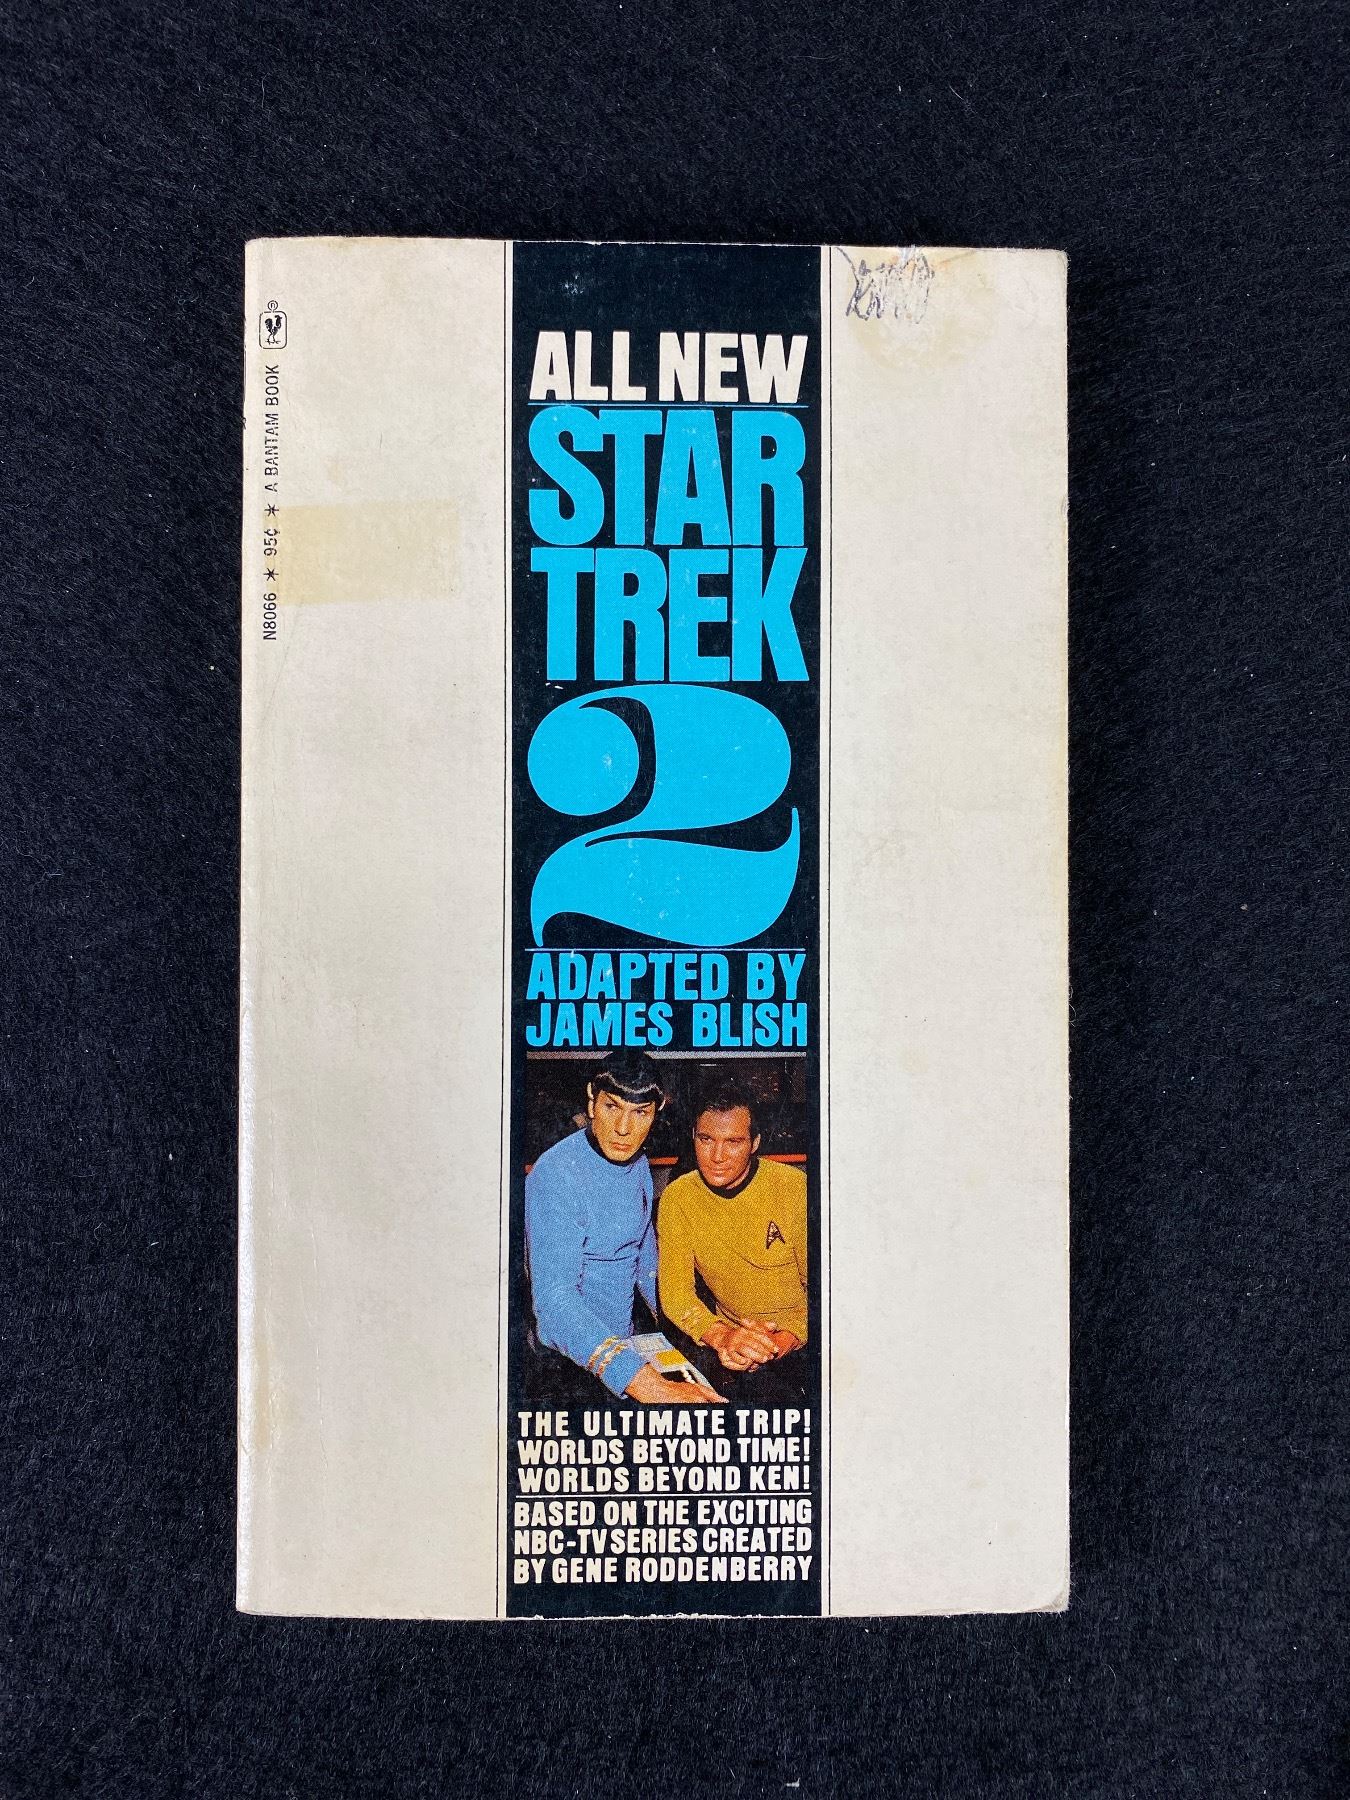 ALL NEW
STAR
TREK
2
ADAPTED BY
JAMES BLISH
THE ULTIMATE TRIP!
WORLDS BEYOND TIME!
WORLDS BEYOND KEN!
BASED ON THE EXCITING
NBC-TV SERIES CREATED
BY GENE RODDENBERRY
N8066 * 95¢ * A BANTAM BOOK ®